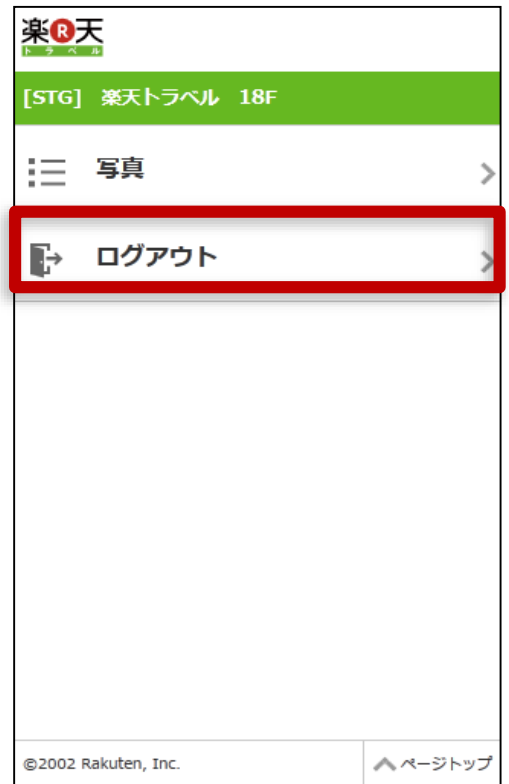 楽R天
トラベル
[STG] 楽天トラベル 18F
写真
ログアウト
©2002 Rakuten, Inc.
ページトップ